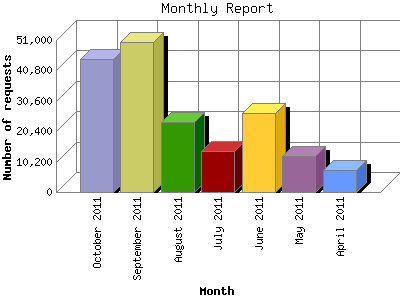 Monthly Report
Number of requests
51,000
40,800
30,600
20,400
10,200
0
October 2011
September 2011
August 2011
July 2011
June 2011
May 2011
April 2011
Month